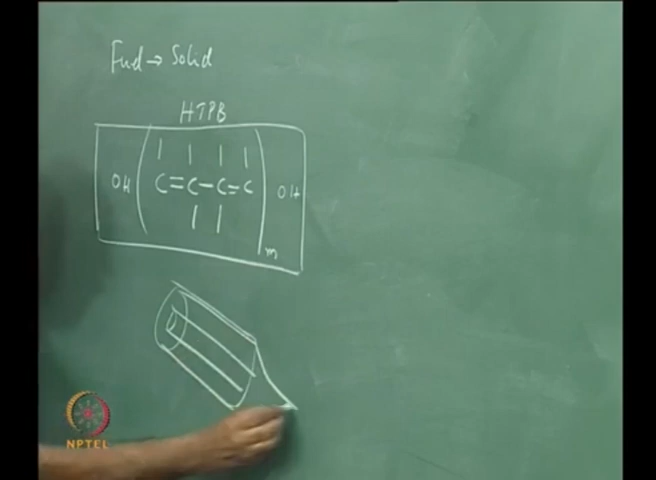 Fuel → Solid
HTPB
OH ( C=C-C=C ) OH
m
NPTEL